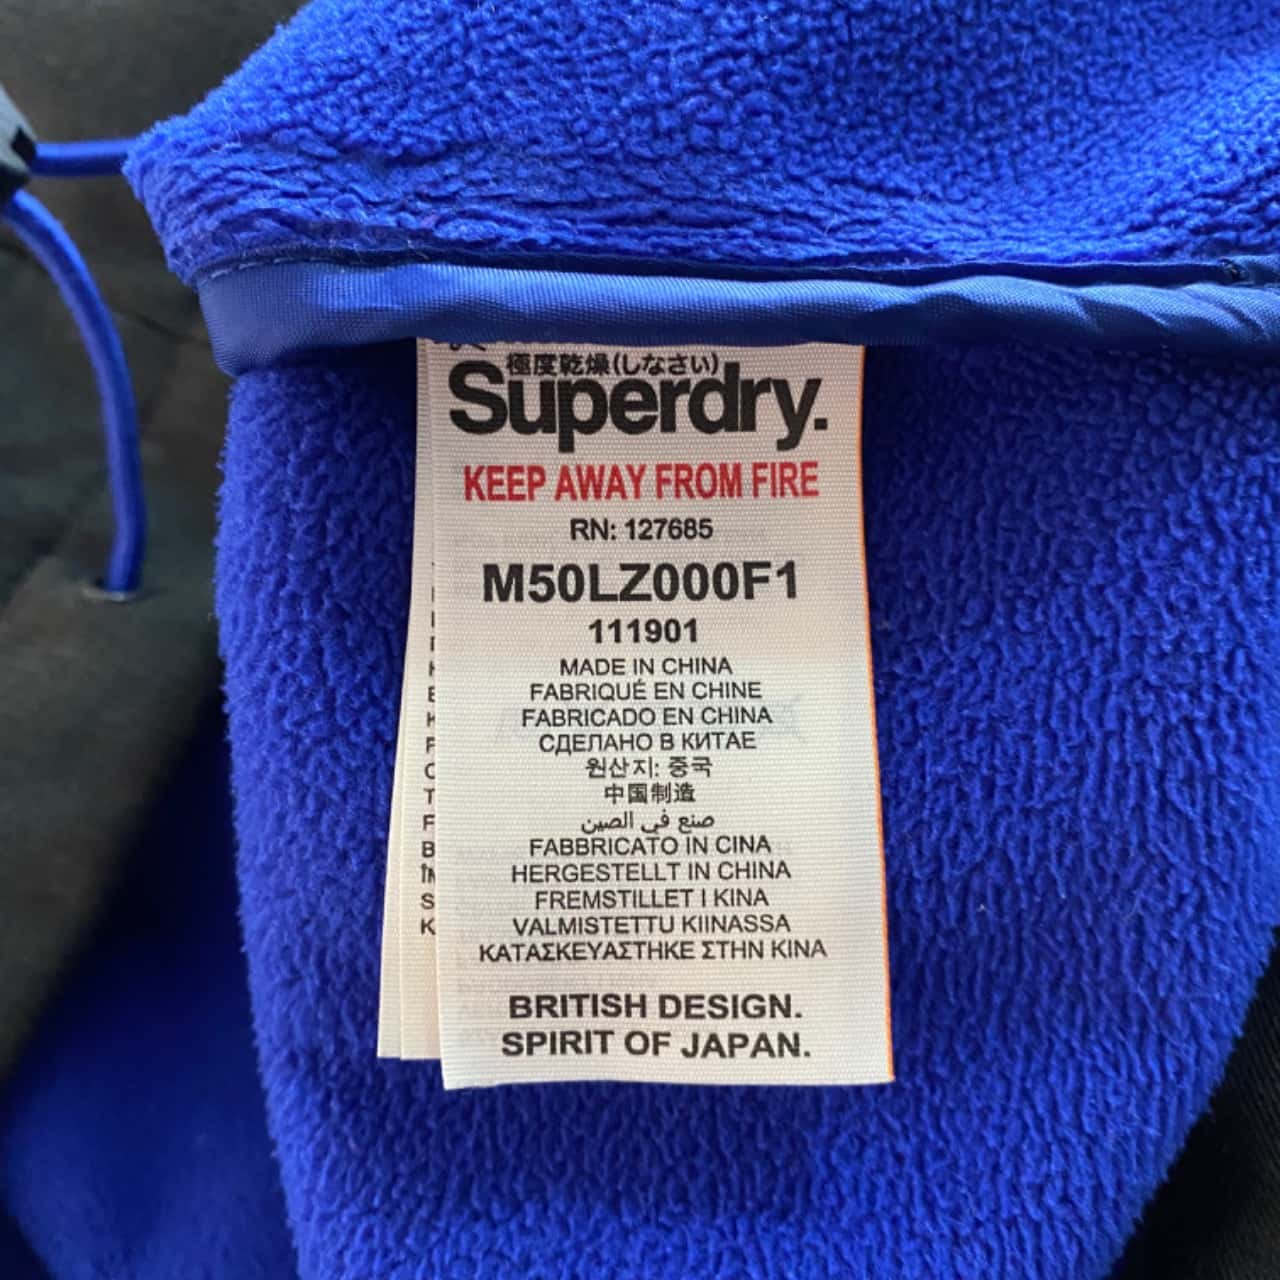 極度乾燥(しなさい)
Superdry.
KEEP AWAY FROM FIRE
RN: 127685
M50LZ000F1
111901
MADE IN CHINA
FABRIQUÉ EN CHINE
FABRICADO EN CHINA
СДЕЛАНО В КИТАЕ
원산지: 중국
中国制造
صنع في الصين
FABBRICATO IN CINA
HERGESTELLT IN CHINA
FREMSTILLET I KINA
VALMISTETTU KIINASSA
ΚΑΤΑΣΚΕΥΑΣΤΗΚΕ ΣΤΗΝ ΚΙΝΑ
BRITISH DESIGN.
SPIRIT OF JAPAN.